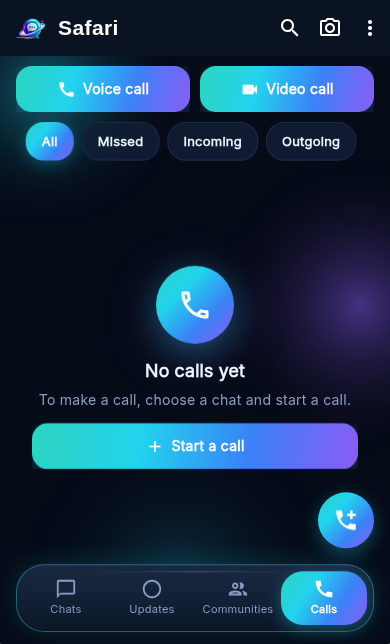 Safari
Voice call
Video call
All
Missed
Incoming
Outgoing
No calls yet
To make a call, choose a chat and start a call.
Start a call
Chats
Updates
Communities
Calls